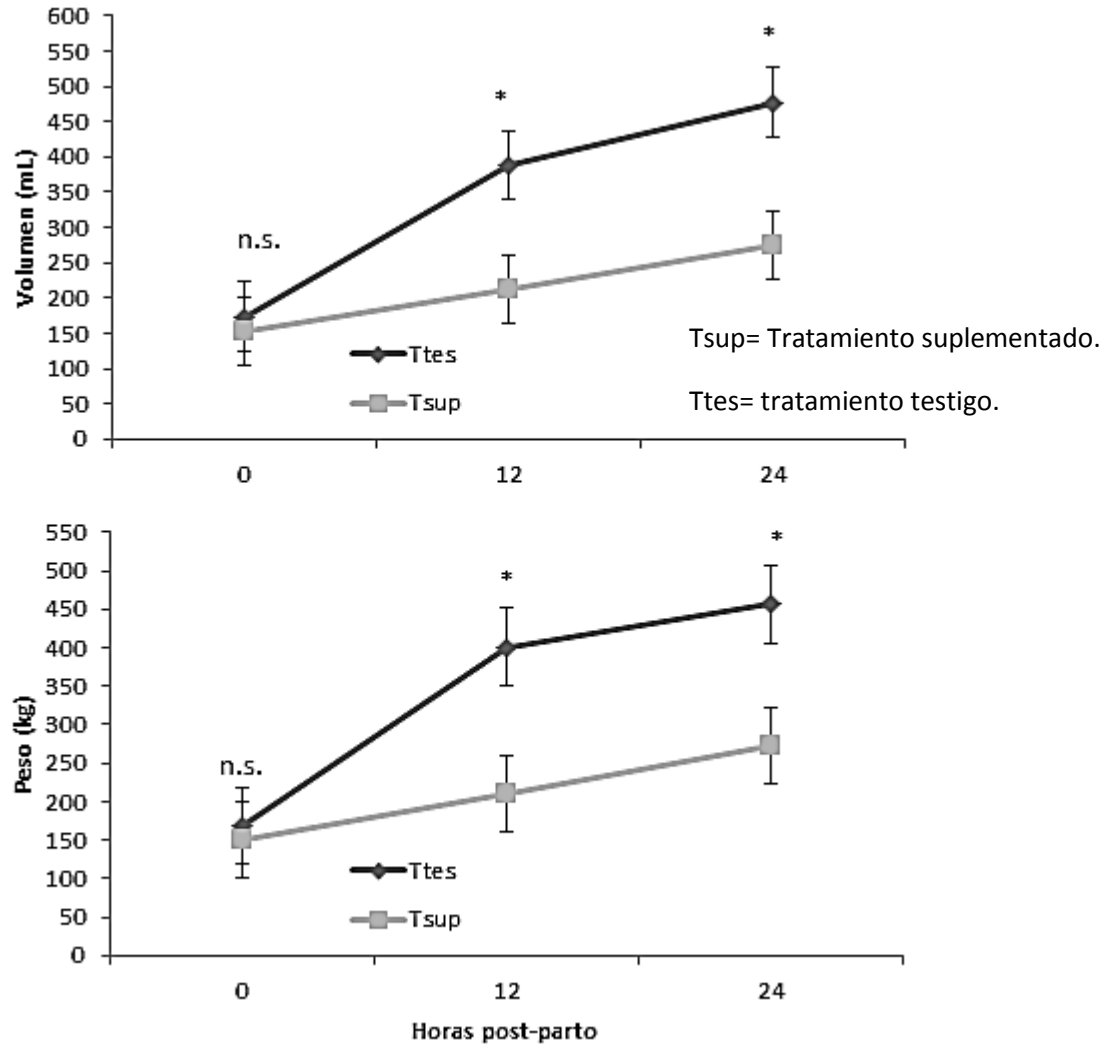 600
550
500
450
400
350
300
250
200
150
100
50
0
Volumen (mL)
n.s.
*
*
Ttes
Tsup
Tsup= Tratamiento suplementado.
Ttes= tratamiento testigo.
0 12 24
550
500
450
400
350
300
250
200
150
100
50
0
Peso (kg)
n.s.
*
*
Ttes
Tsup
0 12 24
Horas post-parto